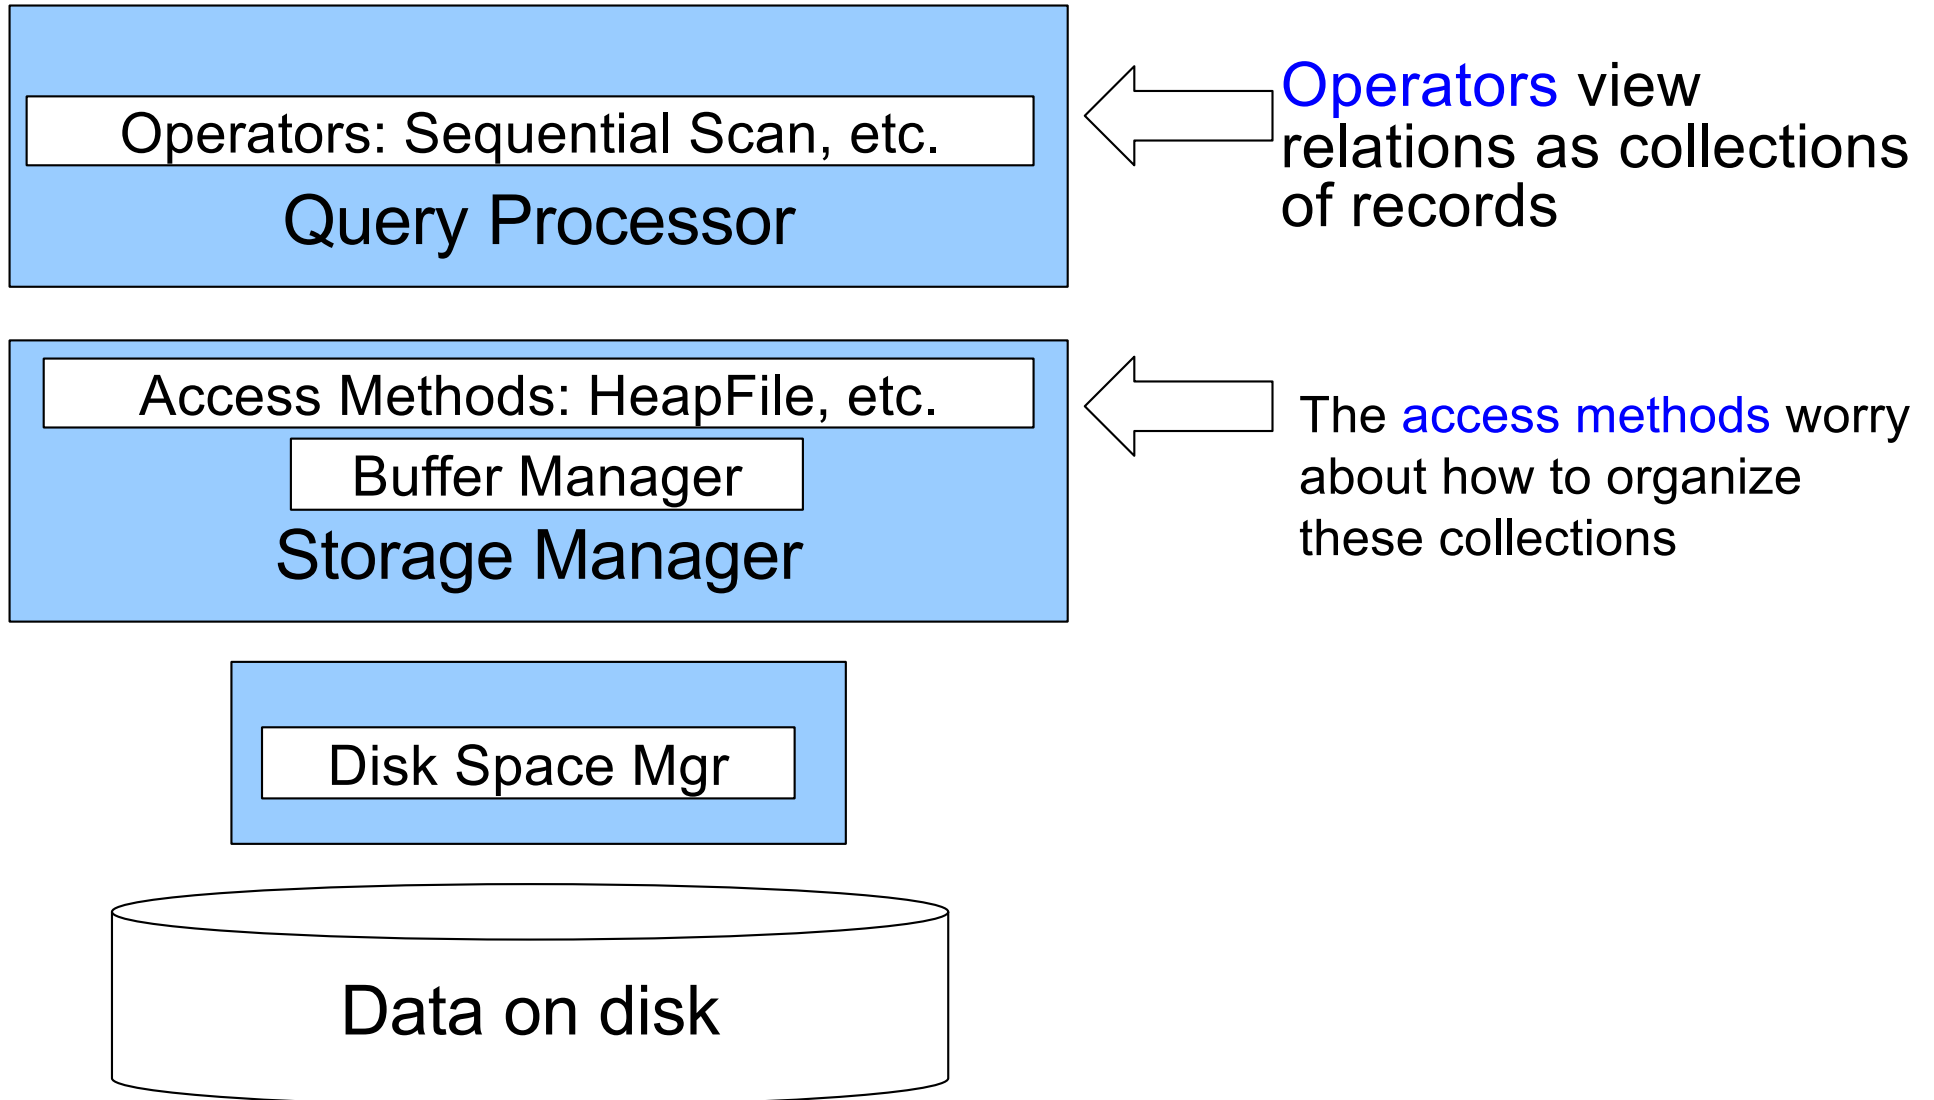 Operators: Sequential Scan, etc.
Query Processor
Operators view
relations as collections
of records
Access Methods: HeapFile, etc.
Buffer Manager
Storage Manager
The access methods worry
about how to organize
these collections
Disk Space Mgr
Data on disk